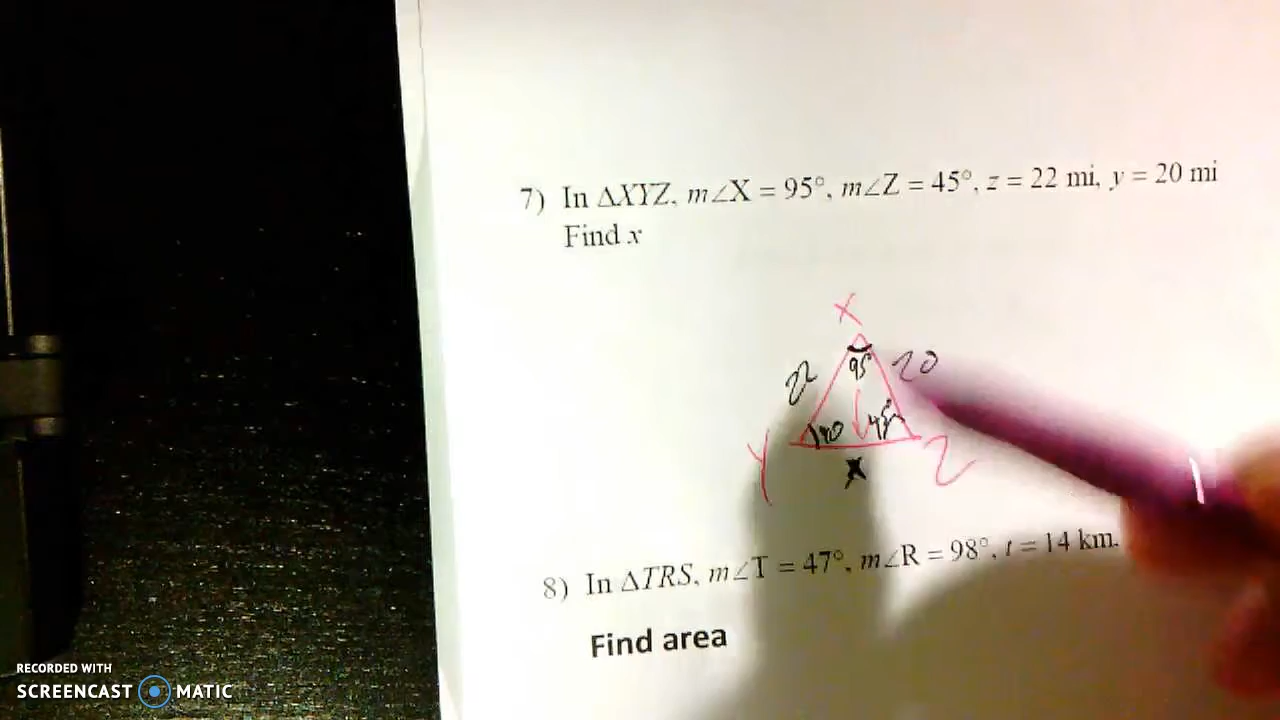 7) In ΔXYZ, m∠X = 95°, m∠Z = 45°, z = 22 mi, y = 20 mi
Find x
X
95
22
20
40
45
Y
x
Z
8) In ΔTRS, m∠T = 47°, m∠R = 98°, t = 14 km.
Find area
RECORDED WITH
SCREENCAST MATIC